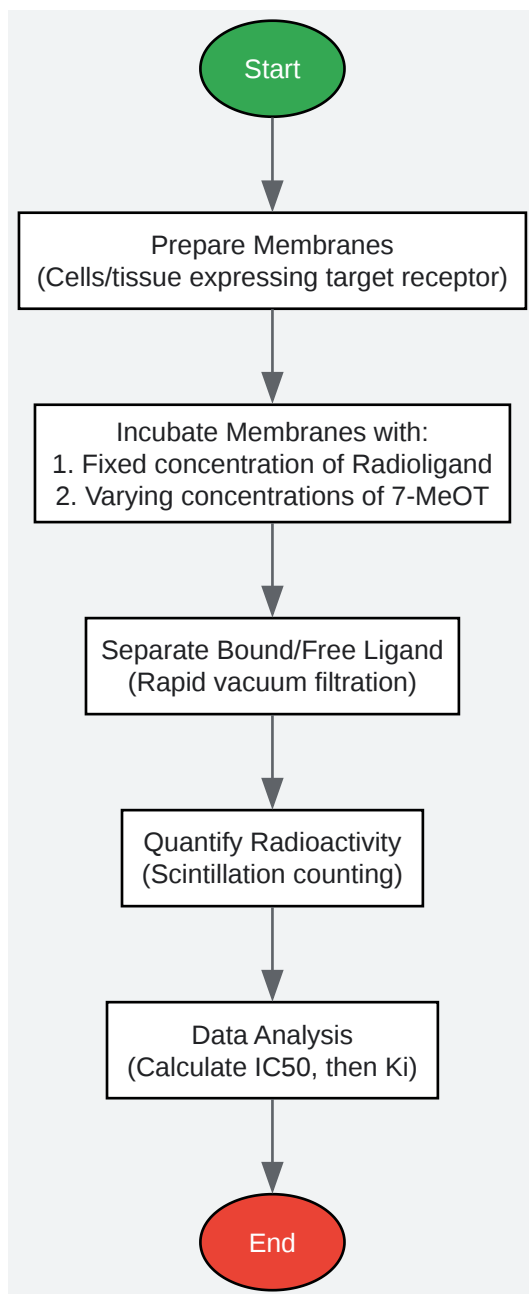 Start
Prepare Membranes
(Cells/tissue expressing target receptor)
Incubate Membranes with:
1. Fixed concentration of Radioligand
2. Varying concentrations of 7-MeOT
Separate Bound/Free Ligand
(Rapid vacuum filtration)
Quantify Radioactivity
(Scintillation counting)
Data Analysis
(Calculate IC50, then Ki)
End